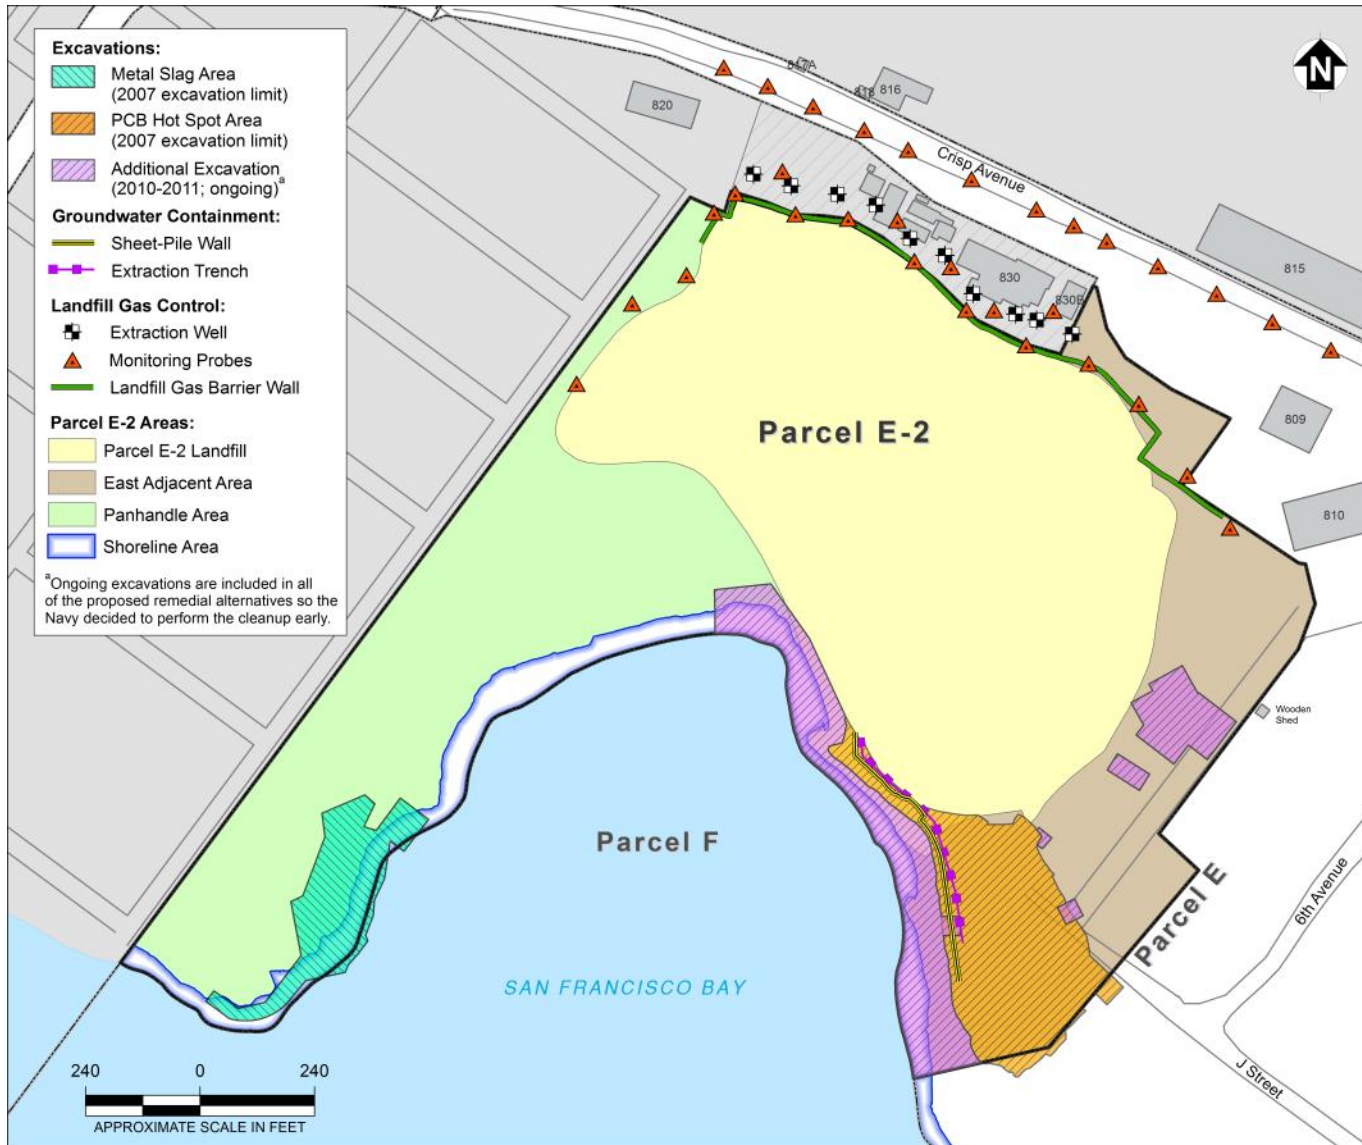 Excavations:
Metal Slag Area
(2007 excavation limit)
PCB Hot Spot Area
(2007 excavation limit)
Additional Excavation
(2010-2011; ongoing)a
Groundwater Containment:
Sheet-Pile Wall
Extraction Trench
Landfill Gas Control:
Extraction Well
Monitoring Probes
Landfill Gas Barrier Wall
Parcel E-2 Areas:
Parcel E-2 Landfill
East Adjacent Area
Panhandle Area
Shoreline Area
aOngoing excavations are included in all
of the proposed remedial alternatives so the
Navy decided to perform the cleanup early.
N
817A
818
816
820
Crisp Avenue
815
830
830B
809
810
Parcel E-2
Wooden
Shed
Parcel F
Parcel E
6th Avenue
SAN FRANCISCO BAY
J Street
240 0 240
APPROXIMATE SCALE IN FEET